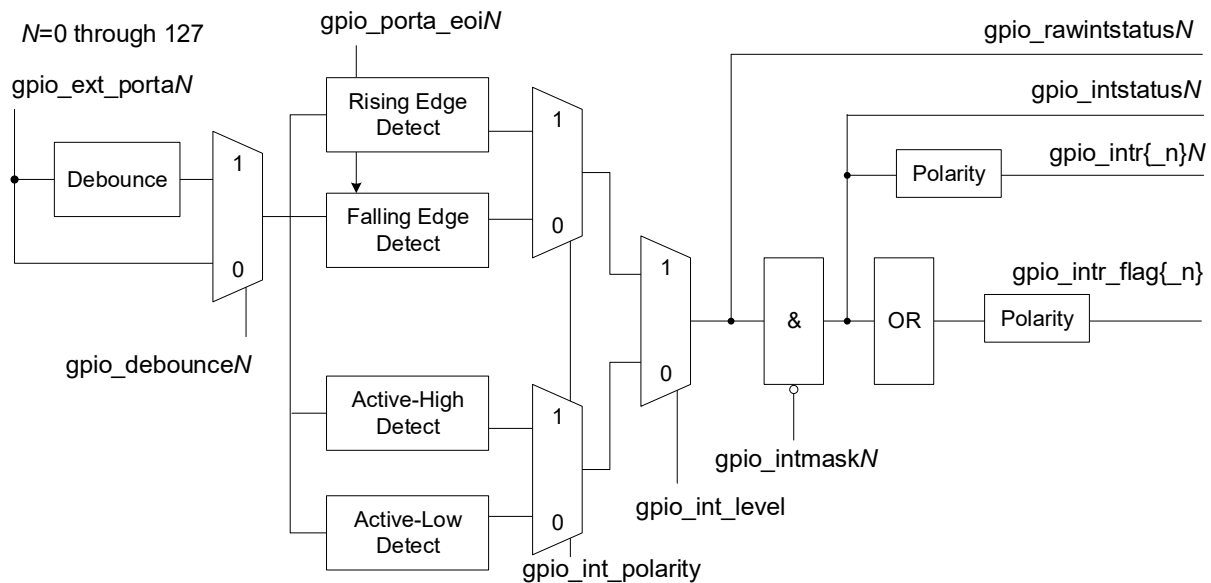 gpio_porta_eoiN
N=0 through 127
gpio_rawintstatusN
gpio_ext_portaN
gpio_intstatusN
Rising Edge
Detect
1
gpio_intr{_n}N
Debounce
1
Polarity
Falling Edge
Detect
0
0
1
gpio_intr_flag{_n}
&
OR
Polarity
gpio_debounceN
0
Active-High
Detect
1
gpio_intmaskN
gpio_int_level
Active-Low
Detect
0
gpio_int_polarity